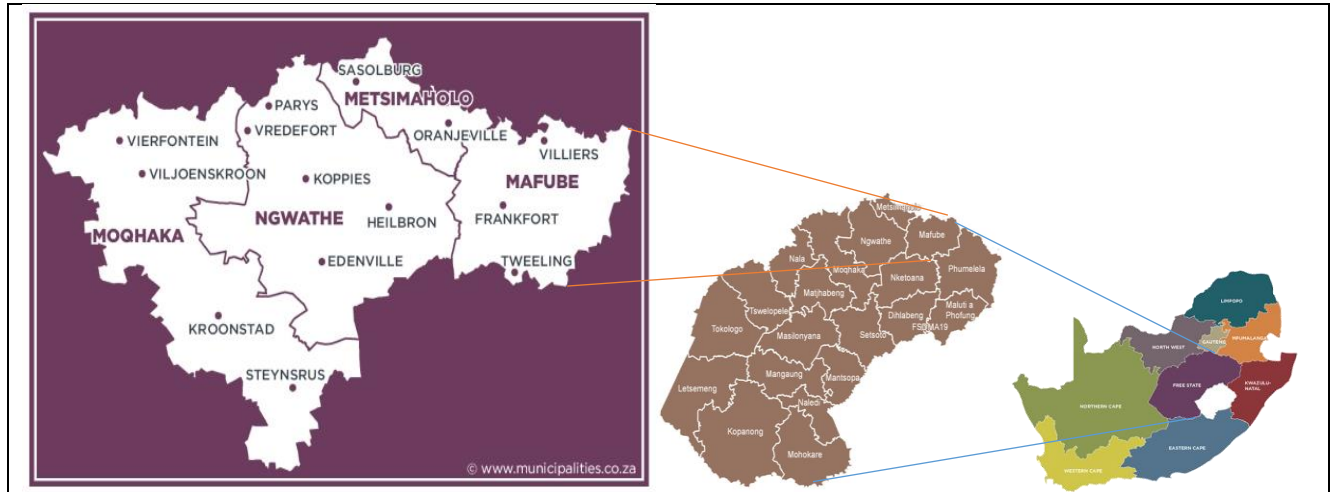 SASOLBURG
METSIMAHOLO
PARYS
VREDEFORT
ORANJEVILLE
VIERFONTEIN
VILLIERS
VILJOENSKROON
KOPPIES
MAFUBE
NGWATHE
HEILBRON
FRANKFORT
MOQHAKA
EDENVILLE
TWEELING
KROONSTAD
STEYNSRUS
© www.municipalities.co.za
Ngwathe
Mafube
Nala
Moqhaka
Nketoana
Phumelela
Matjhabeng
Tswelopele
Tokologo
Masilonyana
Setsoto
Dihlabeng
Maluti a
Phofung
FSDMA19
Letsemeng
Mangaung
Mantsopa
Naledi
Kopanong
Mohokare
LIMPOPO
NORTH WEST
GAUTENG
MPUMALANGA
FREE STATE
KWAZULU-
NATAL
NORTHERN CAPE
EASTERN CAPE
WESTERN CAPE